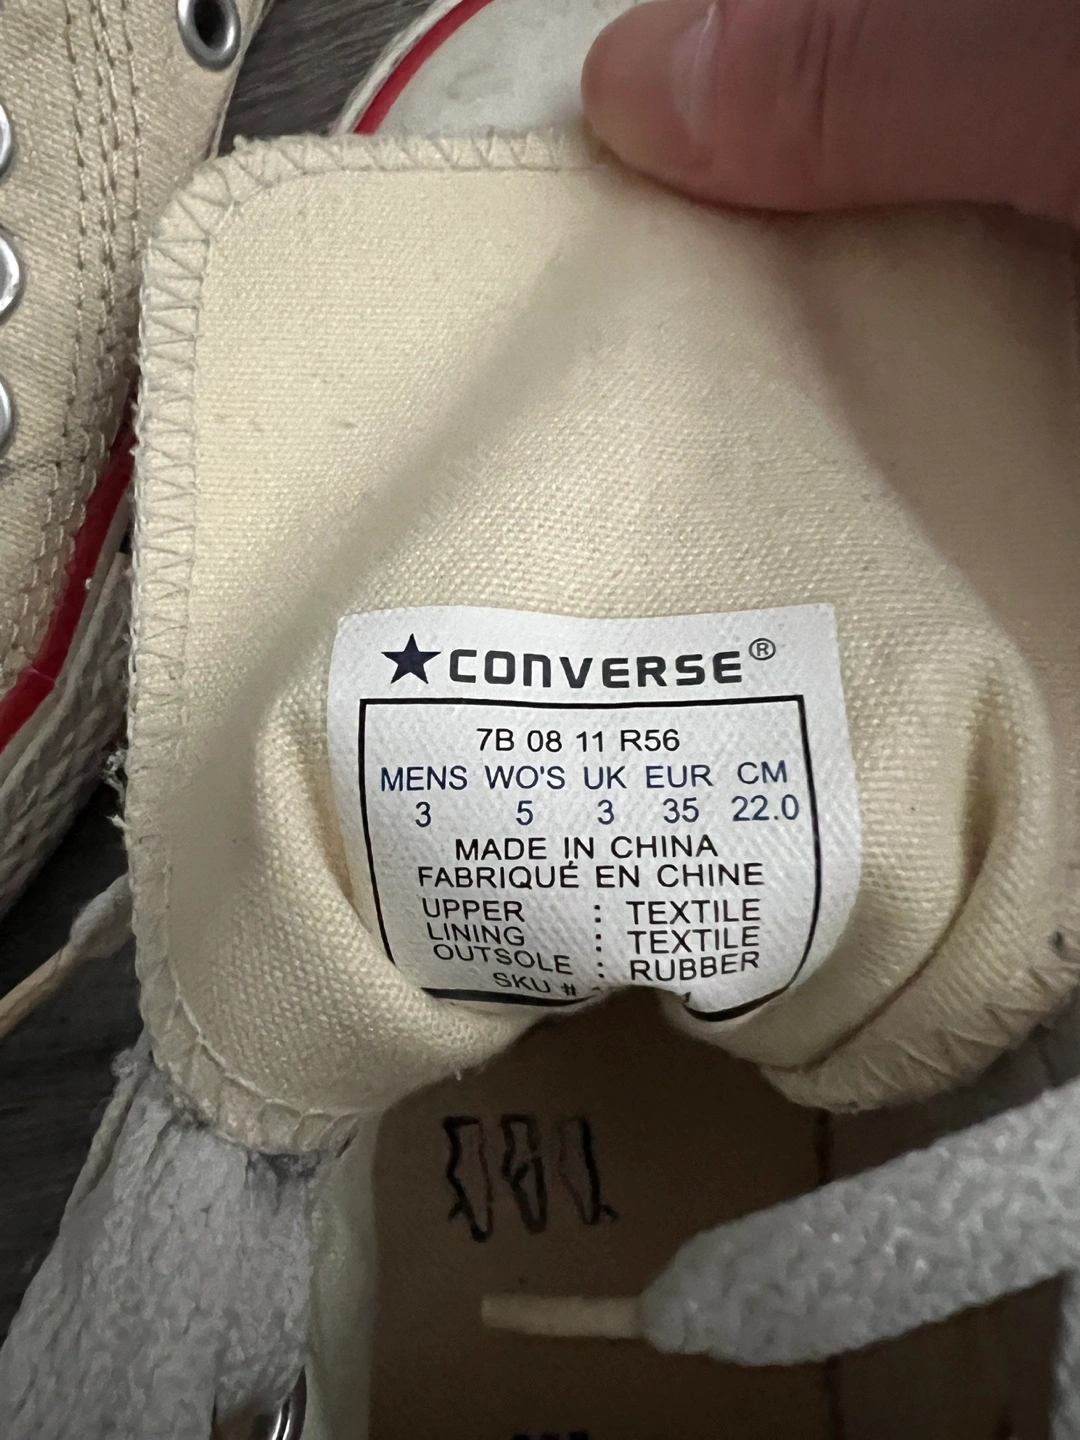 ★CONVERSE®
7B 08 11 R56
MENS WO'S UK EUR CM
3 5 3 35 22.0
MADE IN CHINA
FABRIQUÉ EN CHINE
UPPER : TEXTILE
LINING : TEXTILE
OUTSOLE : RUBBER
SKU #